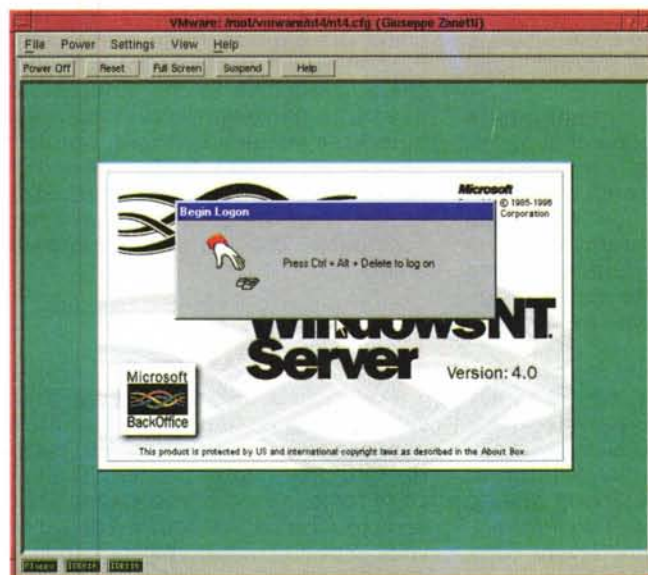 VMware: /root/vmware/nt4/nt4.cfg (Giuseppe Zanetti)
File Power Settings View Help
Power Off Reset Full Screen Suspend Help
Microsoft
© 1985-1996
Corporation
Begin Logon
Press Ctrl + Alt + Delete to log on
Windows NT
Server
Version: 4.0
Microsoft
BackOffice
This product is protected by US and international copyright laws as described in the About Box.